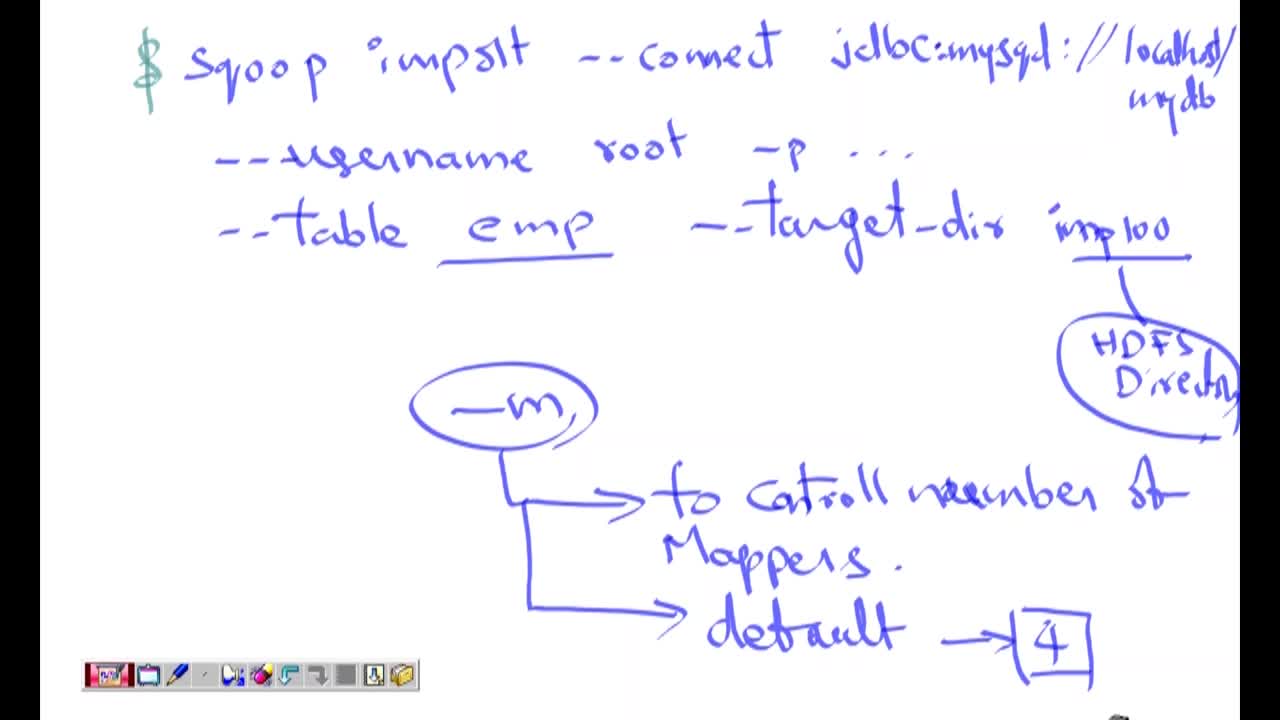 $ sqoop import --connect jdbc:mysql://localhost/
mydb
--username root -p ...
--table emp --target-dir imp100
HDFS
Directory
-m,
to catroll number of
Mappers.
default → 4